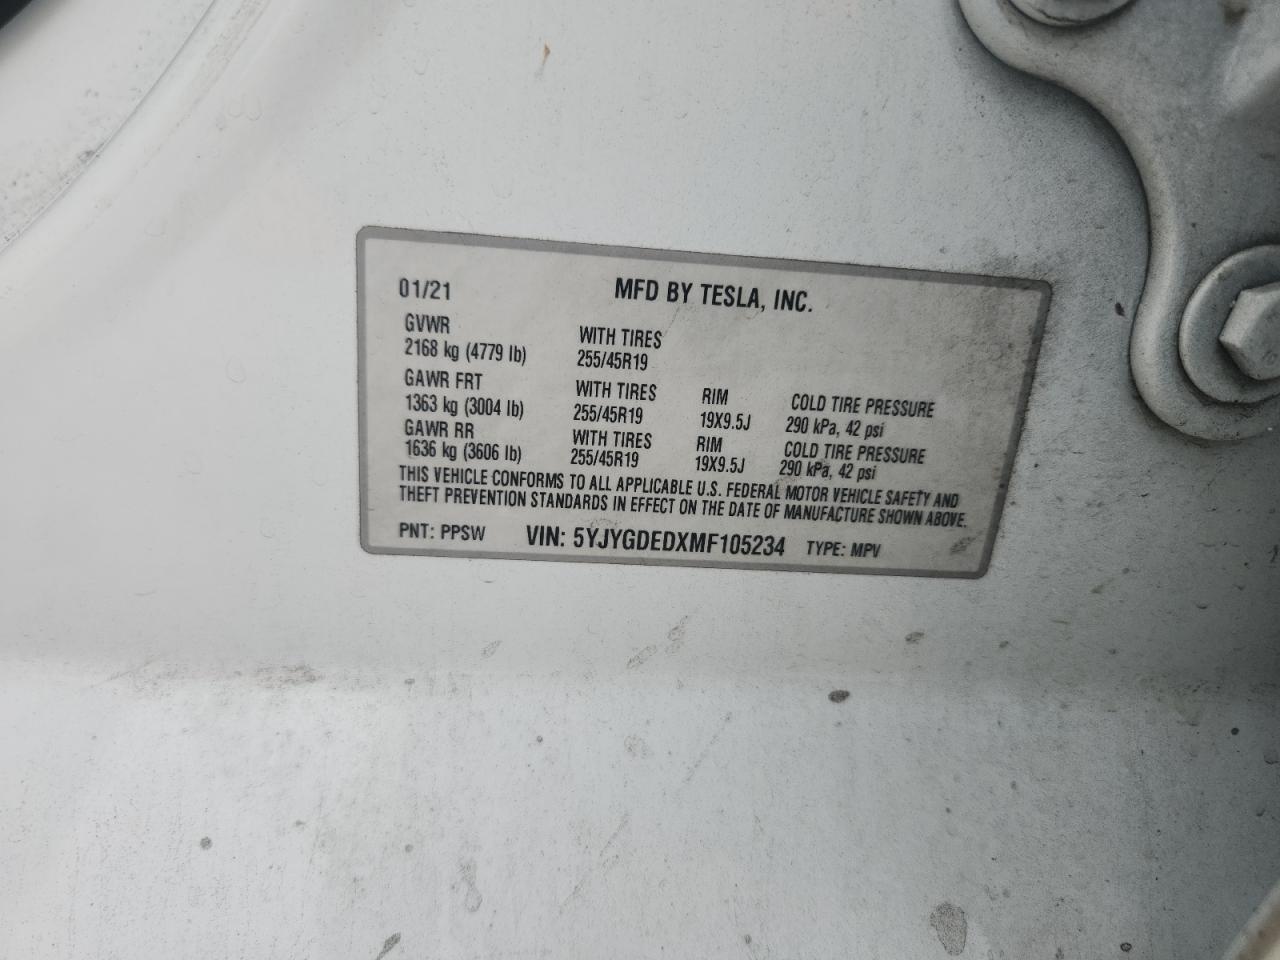 01/21 MFD BY TESLA, INC.
GVWR WITH TIRES
2168 kg (4779 lb) 255/45R19
GAWR FRT WITH TIRES RIM COLD TIRE PRESSURE
1363 kg (3004 lb) 255/45R19 19X9.5J 290 kPa, 42 psi
GAWR RR WITH TIRES RIM COLD TIRE PRESSURE
1636 kg (3606 lb) 255/45R19 19X9.5J 290 kPa, 42 psi
THIS VEHICLE CONFORMS TO ALL APPLICABLE U.S. FEDERAL MOTOR VEHICLE SAFETY AND
THEFT PREVENTION STANDARDS IN EFFECT ON THE DATE OF MANUFACTURE SHOWN ABOVE.
PNT: PPSW VIN: 5YJYGDEDXMF105234 TYPE: MPV